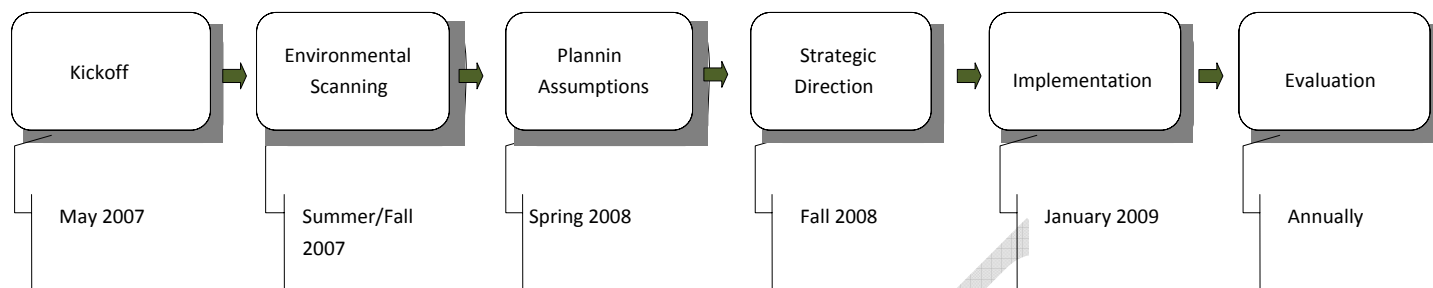 Kickoff
Environmental
Scanning
Plannin
Assumptions
Strategic
Direction
Implementation
Evaluation
May 2007
Summer/Fall
2007
Spring 2008
Fall 2008
January 2009
Annually